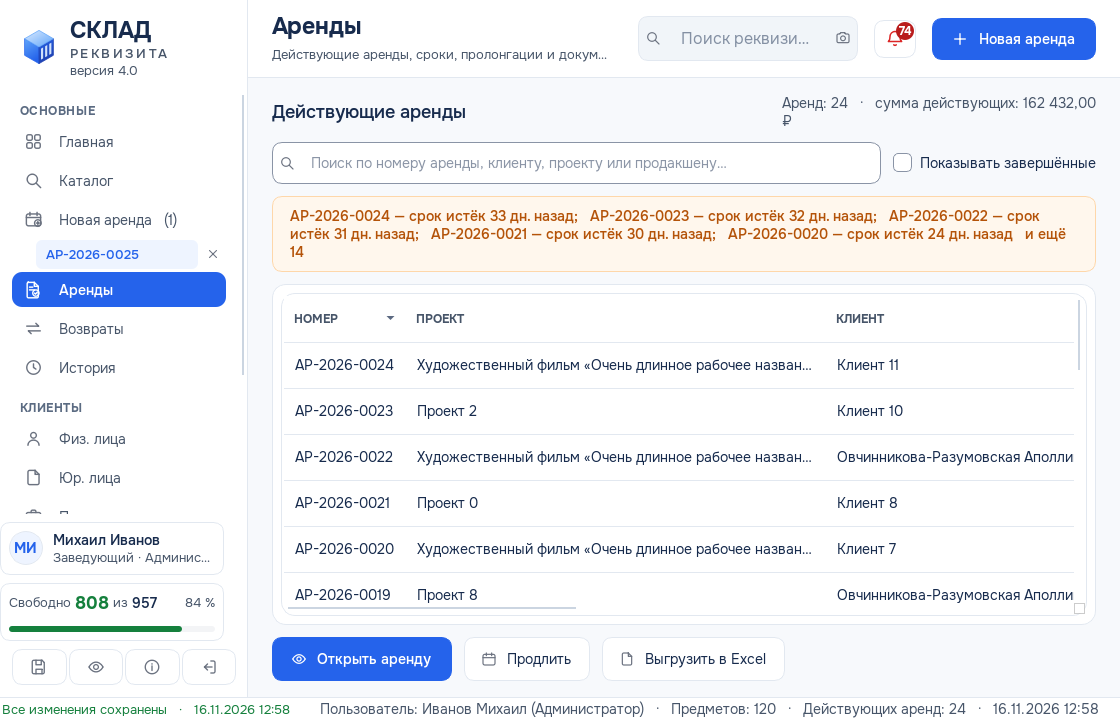 СКЛАД
РЕКВИЗИТА
версия 4.0
ОСНОВНЫЕ
Главная
Каталог
Новая аренда (1)
АР-2026-0025
Аренды
Возвраты
История
КЛИЕНТЫ
Физ. лица
Юр. лица
МИ
Михаил Иванов
Заведующий · Админис...
Свободно 808 из 957 84 %
Все изменения сохранены · 16.11.2026 12:58
Аренды
Действующие аренды, сроки, пролонгации и докум...
Поиск реквизи...
74
Новая аренда
Действующие аренды
Аренд: 24 · сумма действующих: 162 432,00
₽
Поиск по номеру аренды, клиенту, проекту или продакшену...
Показывать завершённые
АР-2026-0024 — срок истёк 33 дн. назад; АР-2026-0023 — срок истёк 32 дн. назад; АР-2026-0022 — срок
истёк 31 дн. назад; АР-2026-0021 — срок истёк 30 дн. назад; АР-2026-0020 — срок истёк 24 дн. назад и ещё
14
НОМЕР ПРОЕКТ КЛИЕНТ
АР-2026-0024 Художественный фильм «Очень длинное рабочее назван... Клиент 11
АР-2026-0023 Проект 2 Клиент 10
АР-2026-0022 Художественный фильм «Очень длинное рабочее назван... Овчинникова-Разумовская Аполли
АР-2026-0021 Проект 0 Клиент 8
АР-2026-0020 Художественный фильм «Очень длинное рабочее назван... Клиент 7
АР-2026-0019 Проект 8 Овчинникова-Разумовская Аполли
Открыть аренду
Продлить
Выгрузить в Excel
Пользователь: Иванов Михаил (Администратор) · Предметов: 120 · Действующих аренд: 24 · 16.11.2026 12:58